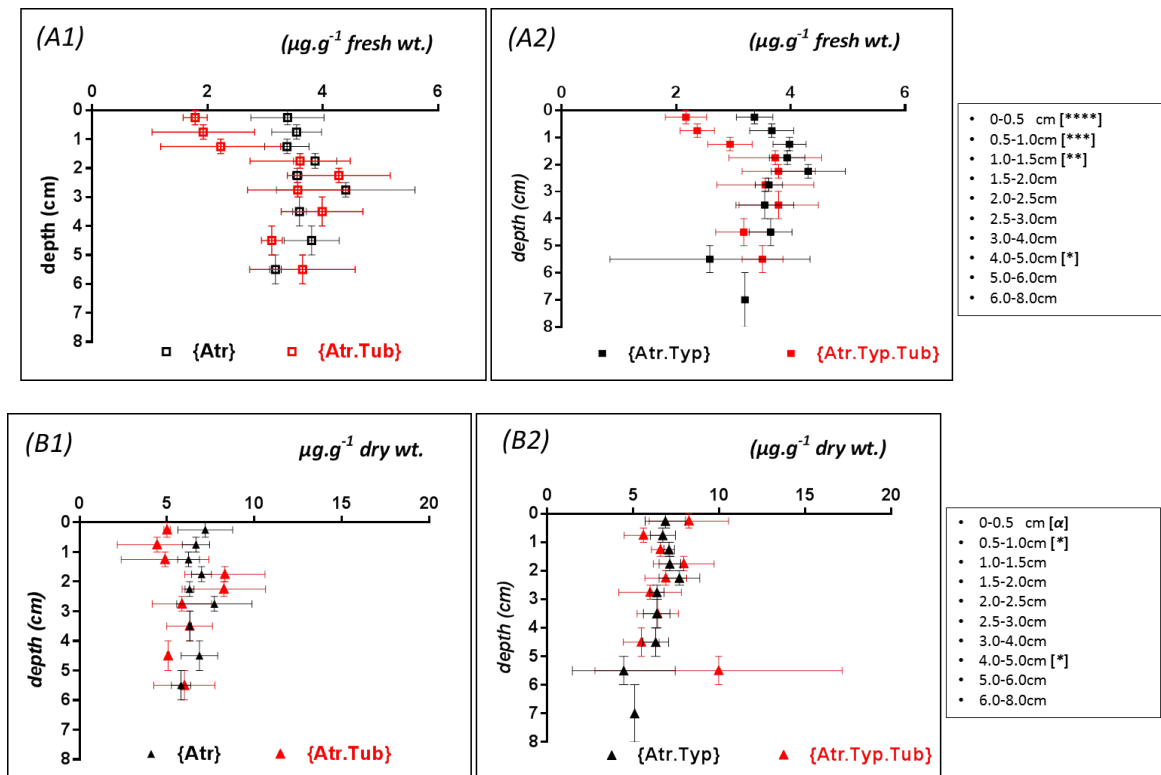 (A1)
(µg.g-1 fresh wt.)
0 2 4 6
0
1
2
3
4
5
6
7
8
depth (cm)
{Atr} {Atr.Tub}
(A2)
(µg.g-1 fresh wt.)
0 2 4 6
0
1
2
3
4
5
6
7
8
depth (cm)
{Atr.Typ} {Atr.Typ.Tub}
• 0-0.5 cm [****]
• 0.5-1.0cm [***]
• 1.0-1.5cm [**]
• 1.5-2.0cm
• 2.0-2.5cm
• 2.5-3.0cm
• 3.0-4.0cm
• 4.0-5.0cm [*]
• 5.0-6.0cm
• 6.0-8.0cm
(B1)
µg.g-1 dry wt.
0 5 10 15 20
0
1
2
3
4
5
6
7
8
depth (cm)
{Atr} {Atr.Tub}
(B2)
(µg.g-1 dry wt.)
0 5 10 15 20
0
1
2
3
4
5
6
7
8
depth (cm)
{Atr.Typ} {Atr.Typ.Tub}
• 0-0.5 cm [α]
• 0.5-1.0cm [*]
• 1.0-1.5cm
• 1.5-2.0cm
• 2.0-2.5cm
• 2.5-3.0cm
• 3.0-4.0cm
• 4.0-5.0cm [*]
• 5.0-6.0cm
• 6.0-8.0cm